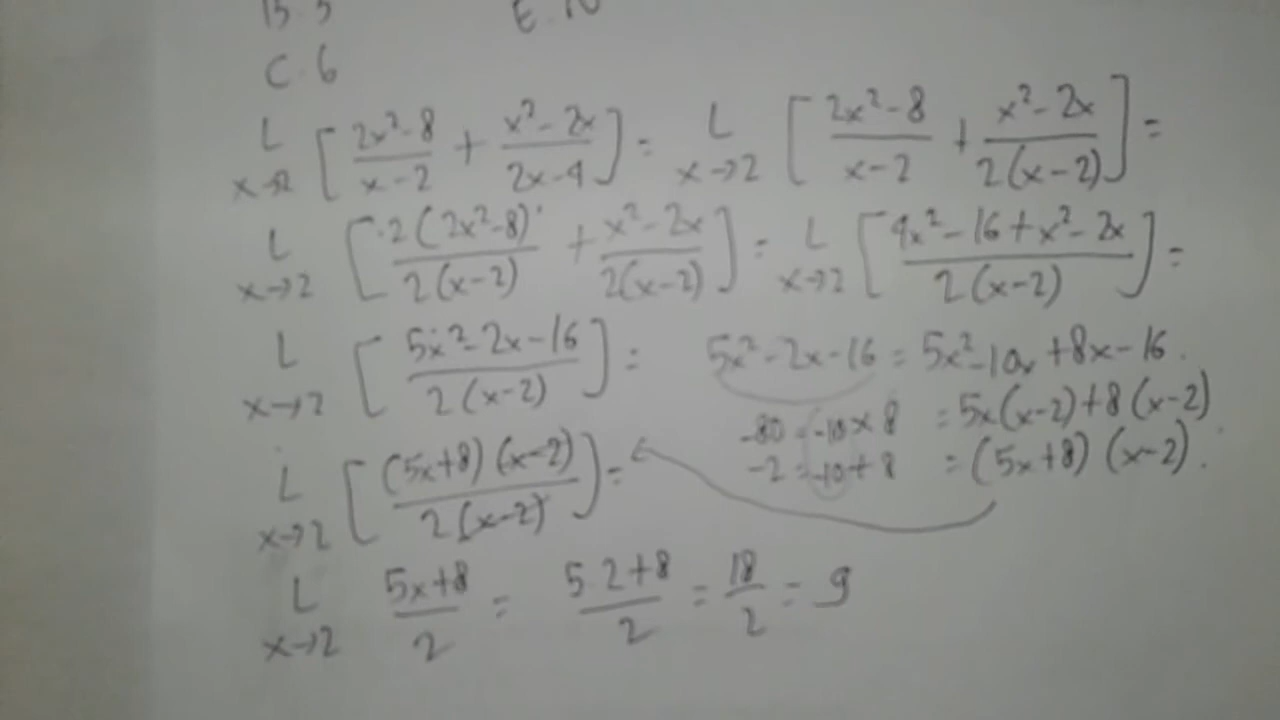 B. 5 E. 10
C. 6
L x→2 [ (2x²-8)/(x-2) + (x²-2x)/(2x-4) ] = L x→2 [ (2x²-8)/(x-2) + (x²-2x)/(2(x-2)) ] =
L x→2 [ 2(2x²-8)/(2(x-2)) + (x²-2x)/(2(x-2)) ] = L x→2 [ (4x²-16+x²-2x)/(2(x-2)) ] =
L x→2 [ (5x²-2x-16)/(2(x-2)) ] = 5x²-2x-16 = 5x²-10x+8x-16.
-80 = -10×8 = 5x(x-2)+8(x-2)
-2 = -10+8 = (5x+8)(x-2).
L x→2 [ (5x+8)(x-2)/(2(x-2)) ] =
L x→2 (5x+8)/2 = (5.2+8)/2 = 18/2 = 9